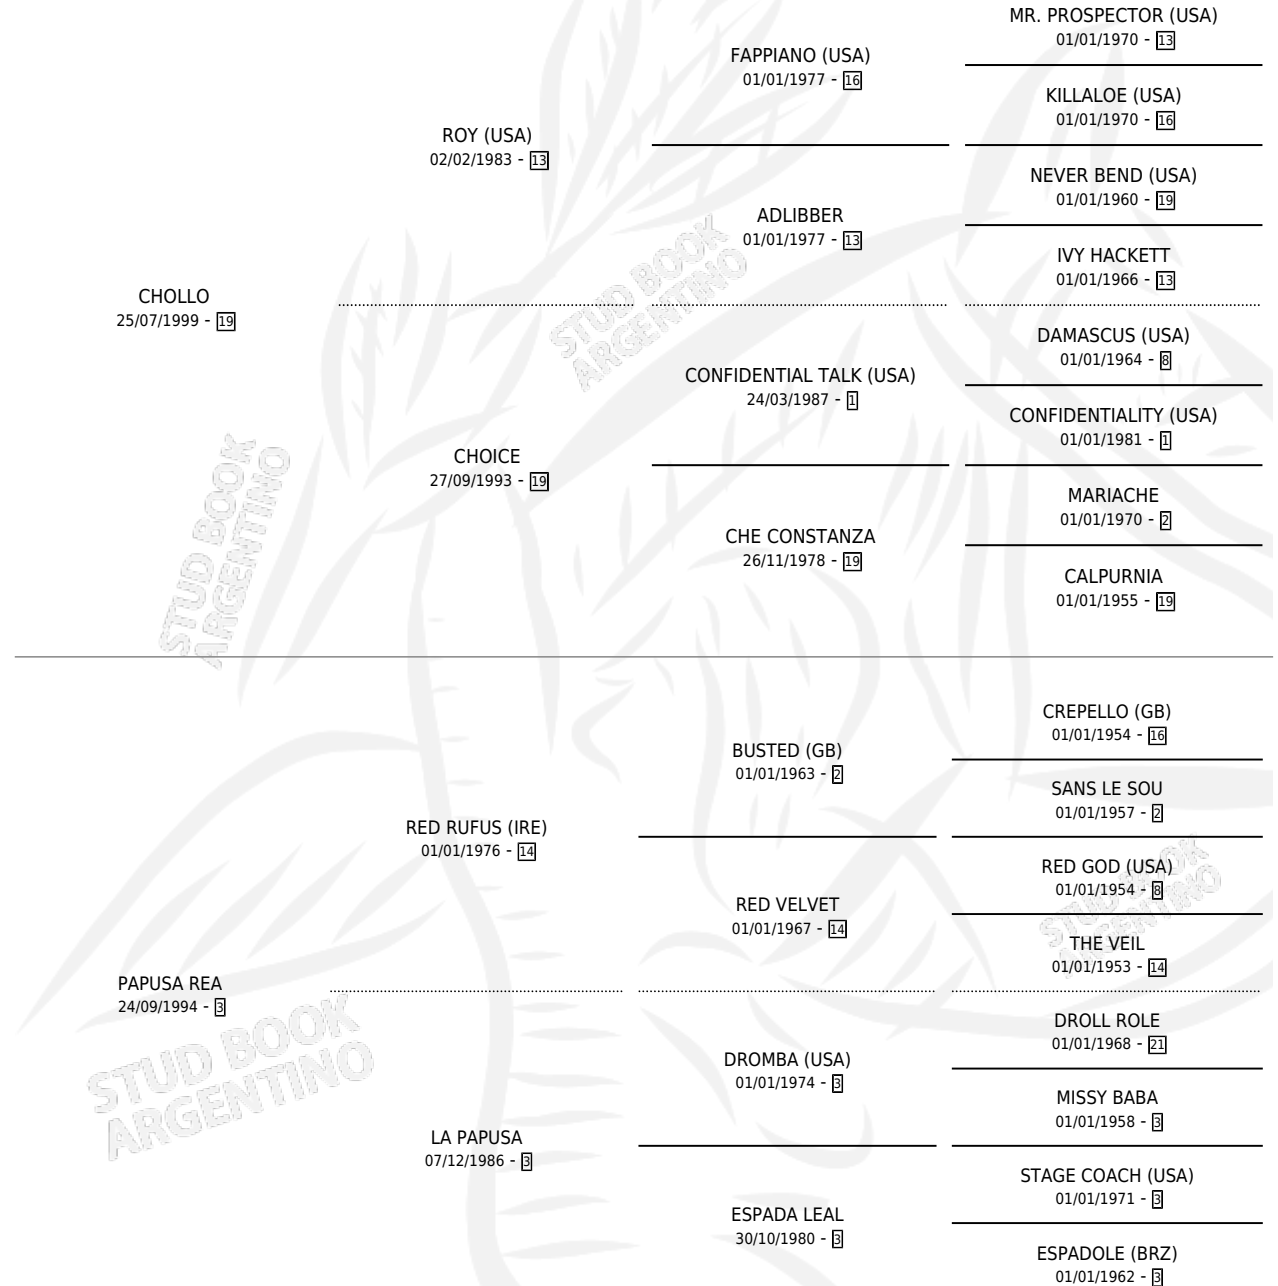 MR. PROSPECTOR (USA)
01/01/1970 - 13
FAPPIANO (USA)
01/01/1977 - 16
KILLALOE (USA)
01/01/1970 - 16
ROY (USA)
02/02/1983 - 13
NEVER BEND (USA)
01/01/1960 - 19
ADLIBBER
01/01/1977 - 13
IVY HACKETT
01/01/1966 - 13
CHOLLO
25/07/1999 - 19
DAMASCUS (USA)
01/01/1964 - 8
CONFIDENTIAL TALK (USA)
24/03/1987 - 1
CONFIDENTIALITY (USA)
01/01/1981 - 1
CHOICE
27/09/1993 - 19
MARIACHE
01/01/1970 - 2
CHE CONSTANZA
26/11/1978 - 19
CALPURNIA
01/01/1955 - 19
CREPELLO (GB)
01/01/1954 - 16
BUSTED (GB)
01/01/1963 - 2
SANS LE SOU
01/01/1957 - 2
RED RUFUS (IRE)
01/01/1976 - 14
RED GOD (USA)
01/01/1954 - 8
RED VELVET
01/01/1967 - 14
THE VEIL
01/01/1953 - 14
PAPUSA REA
24/09/1994 - 3
DROLL ROLE
01/01/1968 - 21
DROMBA (USA)
01/01/1974 - 3
MISSY BABA
01/01/1958 - 3
LA PAPUSA
07/12/1986 - 3
STAGE COACH (USA)
01/01/1971 - 3
ESPADA LEAL
30/10/1980 - 3
ESPADOLE (BRZ)
01/01/1962 - 3
STUD BOOK
ARGENTINO
STUD BOOK
ARGENTINO
STUD BOOK
ARGENTINO
STUD BOOK
ARGENTINO